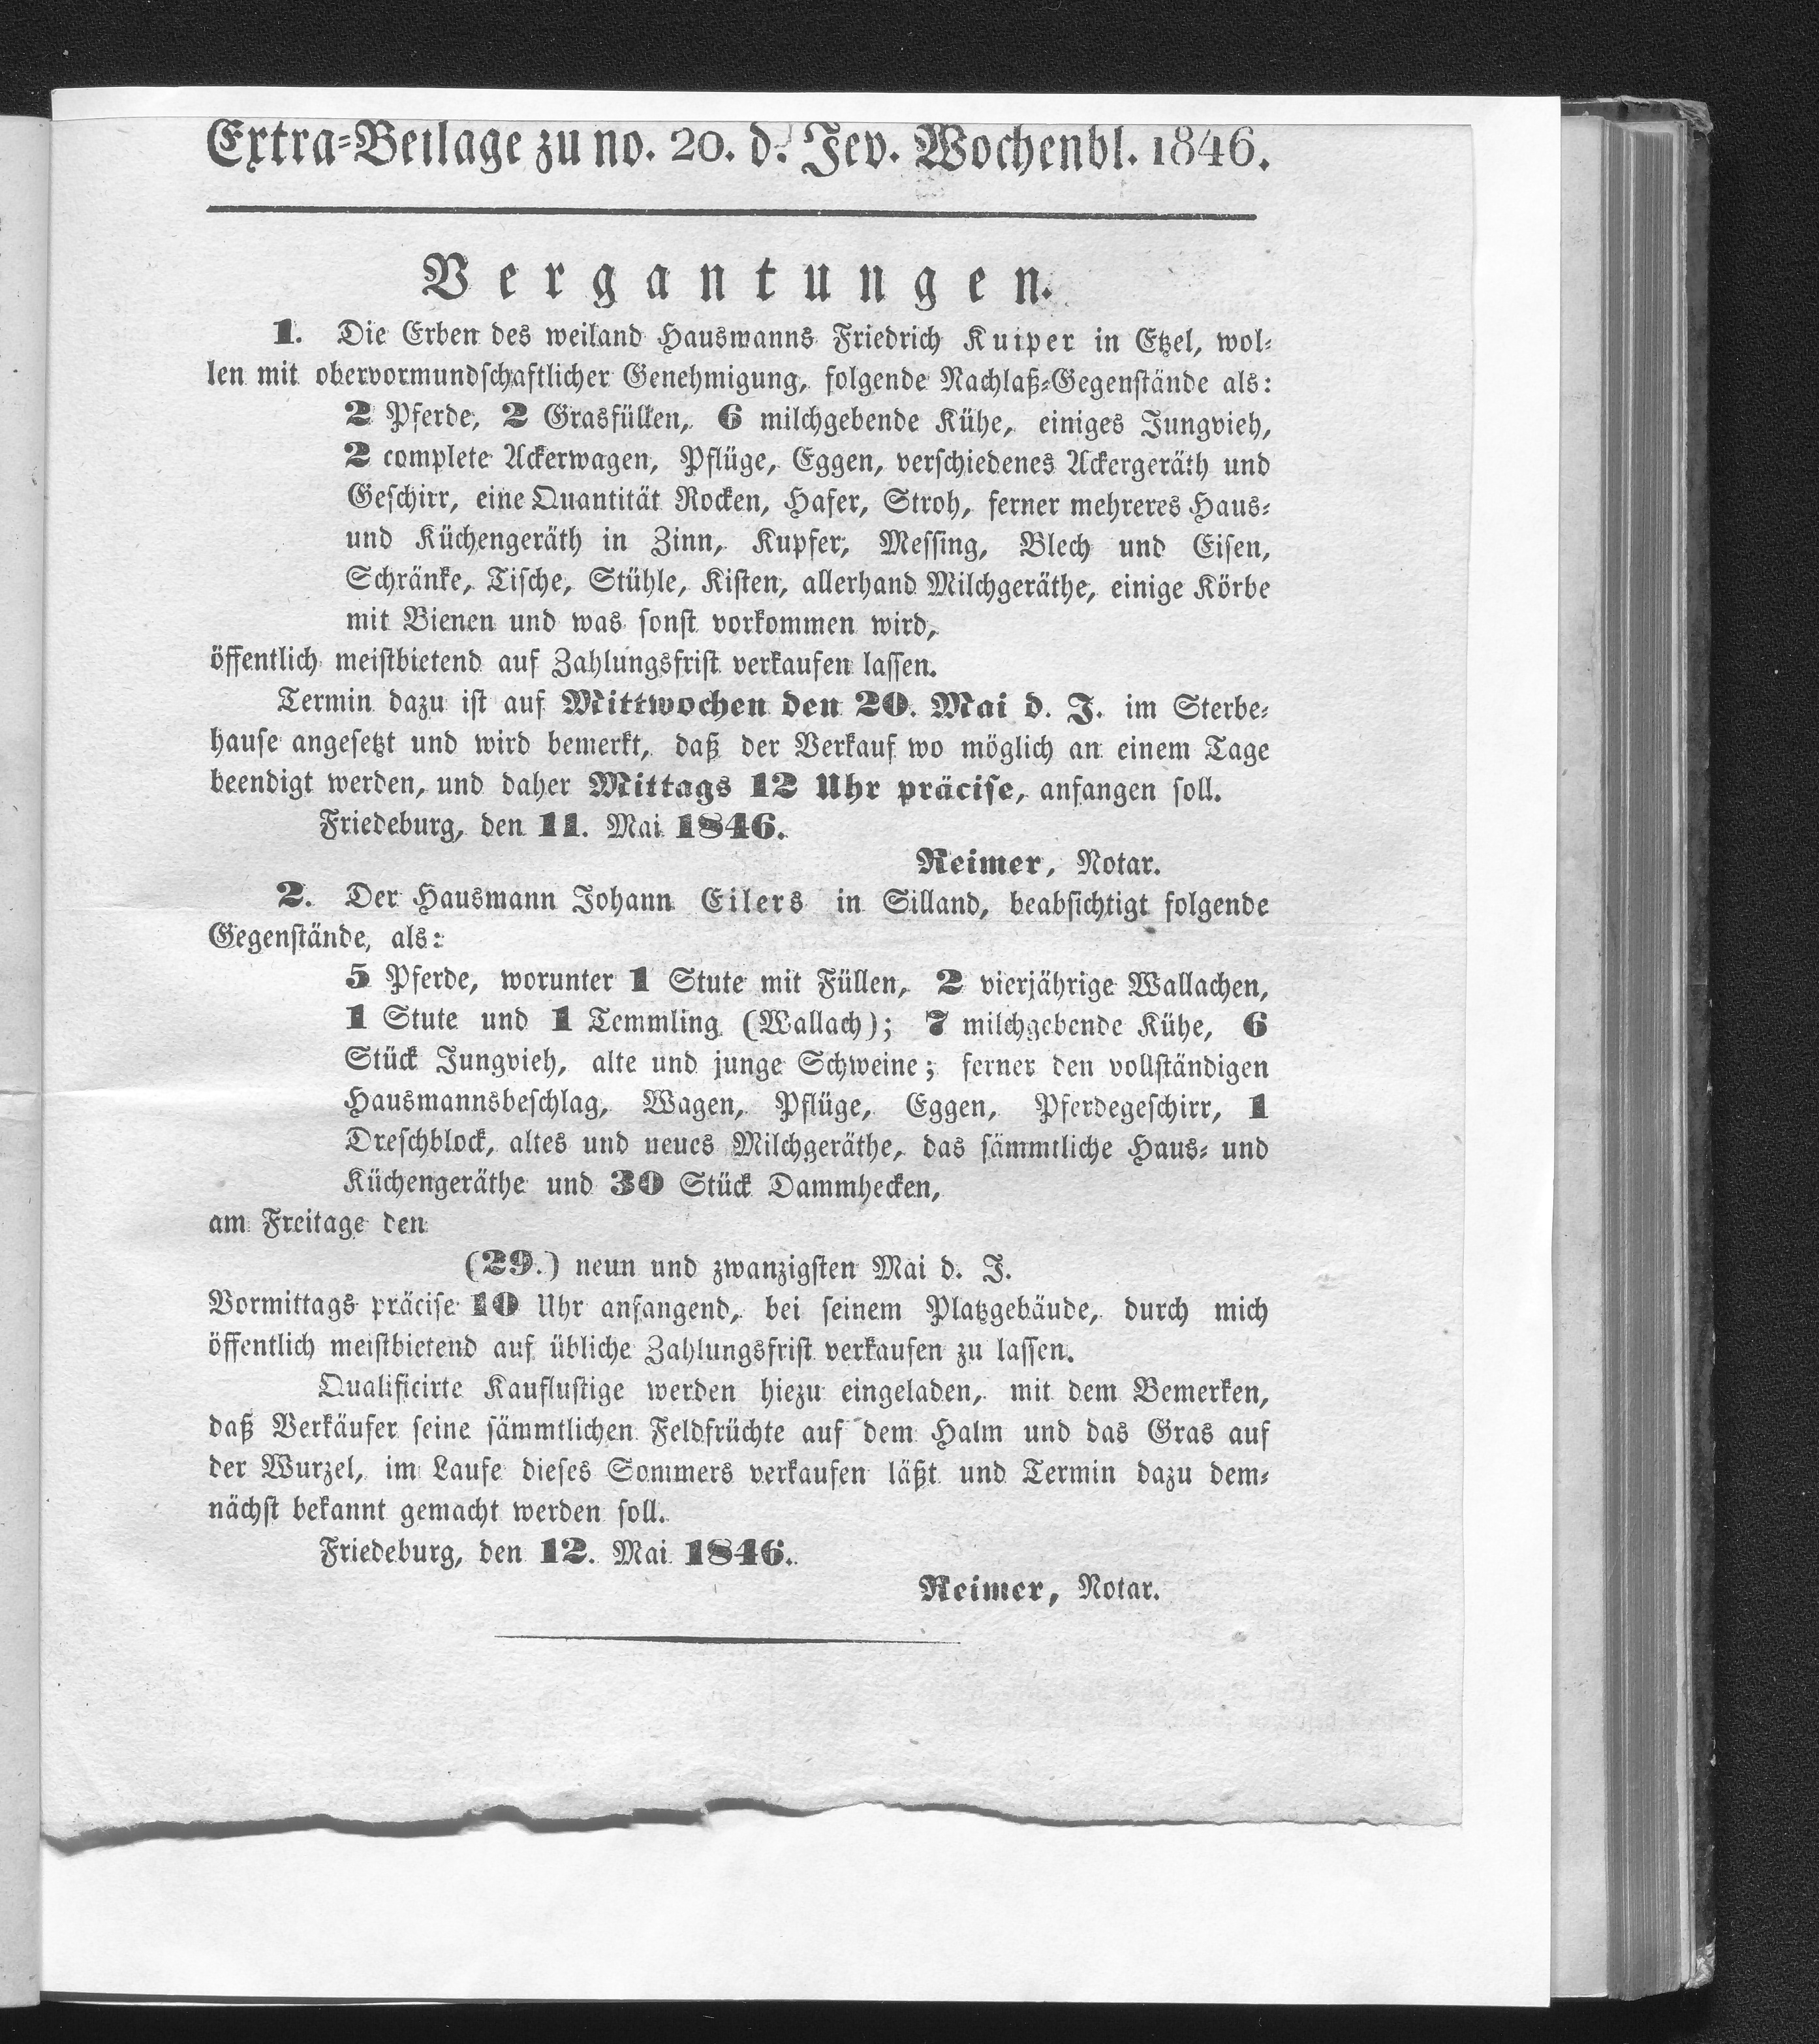 Extra-Beilage zu no. 20. d. Jev. Wochenbl. 1846.
Vergantungen.
1. Die Erben des weiland Hausmanns Friedrich Kuiper in Etzel, wol-
len mit obervormundschaftlicher Genehmigung, folgende Nachlaß-Gegenstände als:
2 Pferde, 2 Grasfüllen, 6 milchgebende Kühe, einiges Jungvieh,
2 complete Ackerwagen, Pflüge, Eggen, verschiedenes Ackergeräth und
Geschirr, eine Quantität Rocken, Hafer, Stroh, ferner mehreres Haus-
und Küchengeräth in Zinn, Kupfer, Messing, Blech und Eisen,
Schränke, Tische, Stühle, Kisten, allerhand Milchgeräthe, einige Körbe
mit Bienen und was sonst vorkommen wird,
öffentlich meistbietend auf Zahlungsfrist verkaufen lassen.
Termin dazu ist auf Mittwochen den 20. Mai d. J. im Sterbe-
hause angesetzt und wird bemerkt, daß der Verkauf wo möglich an einem Tage
beendigt werden, und daher Mittags 12 Uhr präcise, anfangen soll.
Friedeburg, den 11. Mai 1846.
Reimer, Notar.
2. Der Hausmann Johann Eilers in Silland, beabsichtigt folgende
Gegenstände, als:
5 Pferde, worunter 1 Stute mit Füllen, 2 vierjährige Wallachen,
1 Stute und 1 Temmling (Wallach); 7 milchgebende Kühe, 6
Stück Jungvieh, alte und junge Schweine; ferner den vollständigen
Hausmannsbeschlag, Wagen, Pflüge, Eggen, Pferdegeschirr, 1
Dreschblock, altes und neues Milchgeräthe, das sämmtliche Haus- und
Küchengeräthe und 30 Stück Dammhecken,
am Freitage den
(29.) neun und zwanzigsten Mai d. J.
Vormittags präcise 10 Uhr anfangend, bei seinem Platzgebäude, durch mich
öffentlich meistbietend auf übliche Zahlungsfrist verkaufen zu lassen.
Qualificirte Kauflustige werden hiezu eingeladen, mit dem Bemerken,
daß Verkäufer seine sämmtlichen Feldfrüchte auf dem Halm und das Gras auf
der Wurzel, im Laufe dieses Sommers verkaufen läßt und Termin dazu dem-
nächst bekannt gemacht werden soll.
Friedeburg, den 12. Mai 1846.
Reimer, Notar.